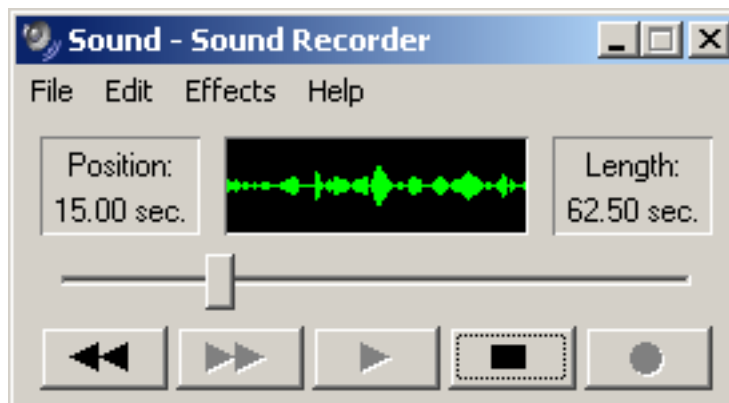 Sound - Sound Recorder
File Edit Effects Help
Position:
15.00 sec.
Length:
62.50 sec.